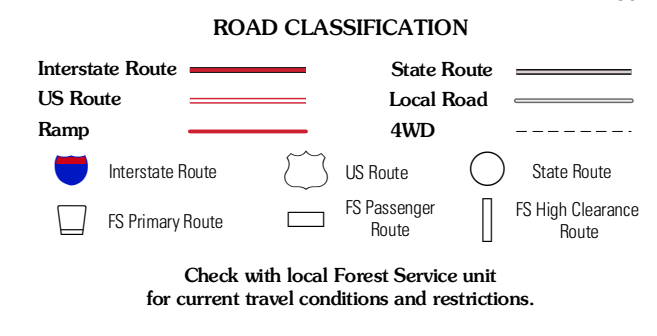 ROAD CLASSIFICATION
Interstate Route
State Route
US Route
Local Road
Ramp
4WD
Interstate Route
US Route
State Route
FS Primary Route
FS Passenger
Route
FS High Clearance
Route
Check with local Forest Service unit
for current travel conditions and restrictions.